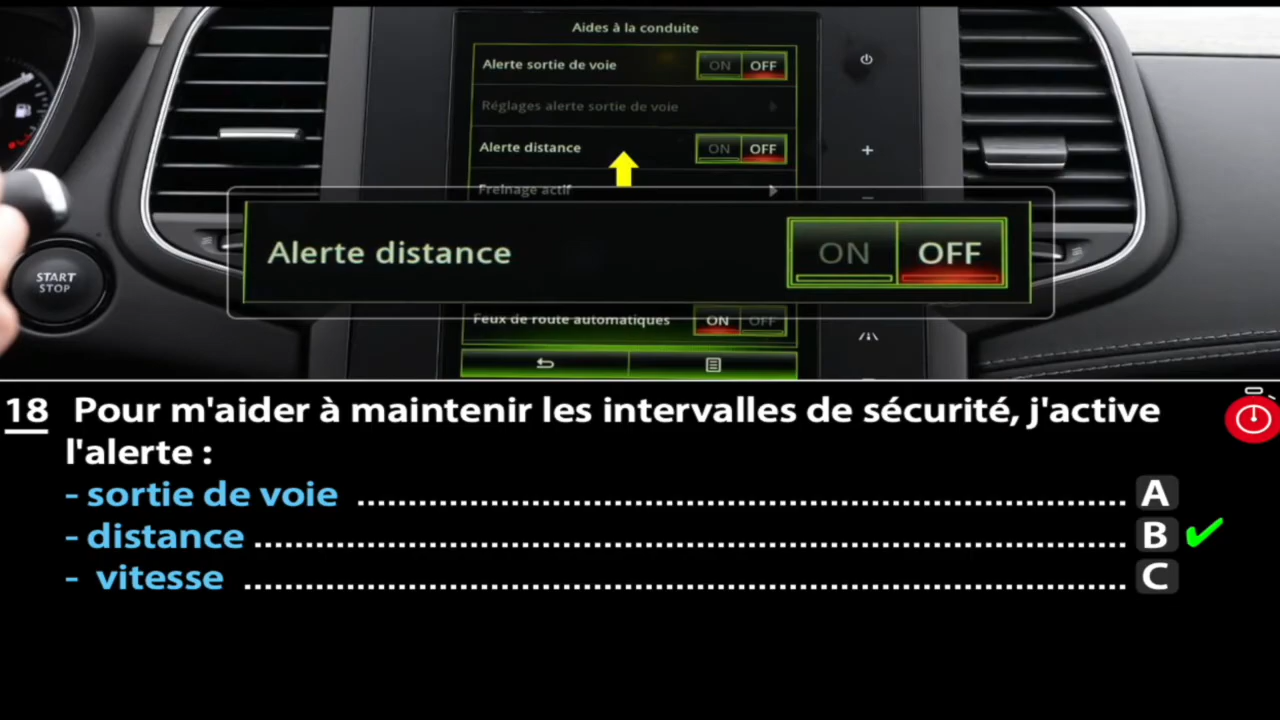 Aides à la conduite
Alerte sortie de voie ON OFF
Réglages alerte sortie de voie
Alerte distance ON OFF
Freinage actif
Alerte distance ON OFF
START
STOP
Feux de route automatiques ON OFF
18 Pour m'aider à maintenir les intervalles de sécurité, j'active
l'alerte :
- sortie de voie ........ A
- distance ........ B ✔
- vitesse ........ C